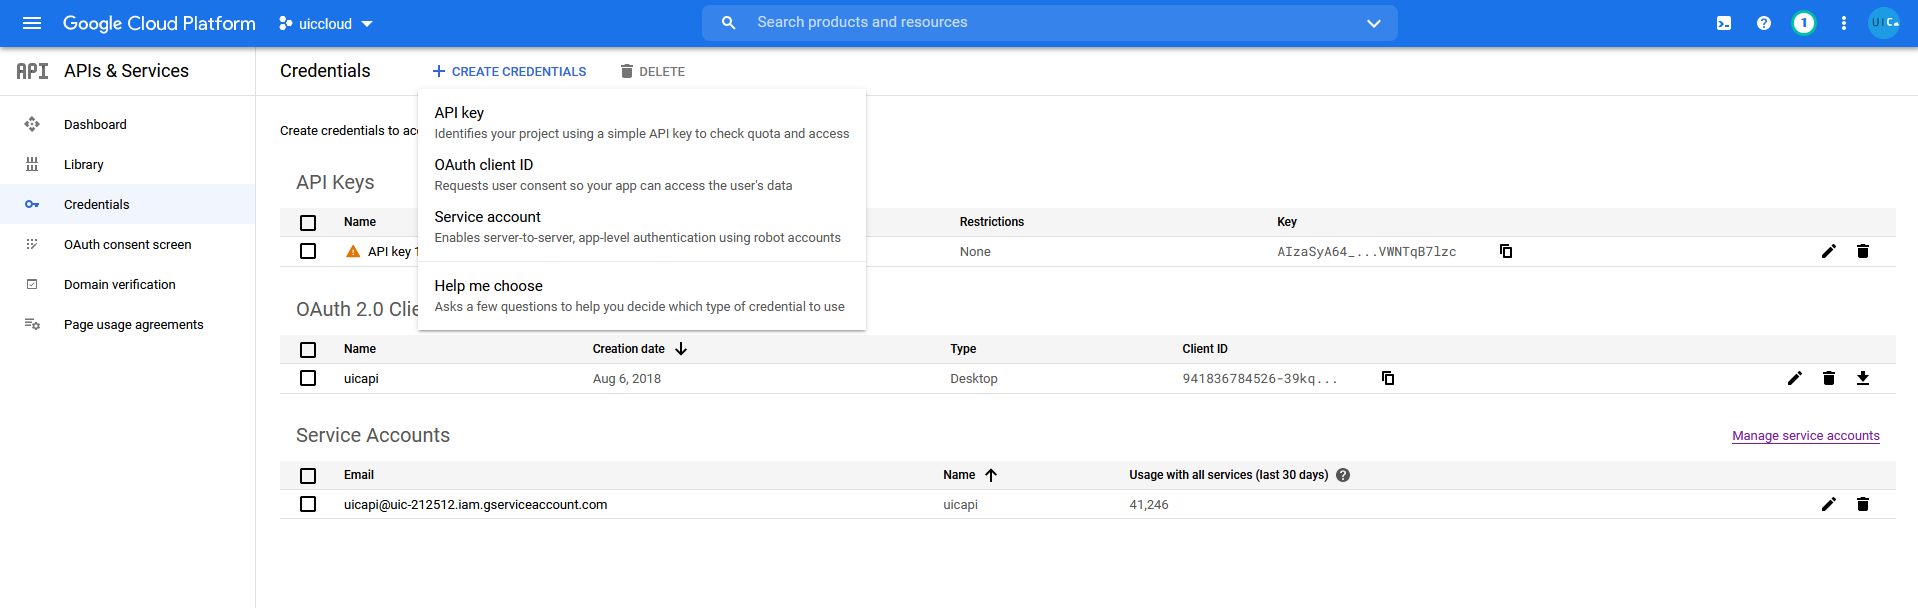 Google Cloud Platform uiccloud Search products and resources 1
API APIs & Services Credentials CREATE CREDENTIALS DELETE
Dashboard
Library
Credentials
OAuth consent screen
Domain verification
Page usage agreements
Create credentials to
API key
Identifies your project using a simple API key to check quota and access
OAuth client ID
Requests user consent so your app can access the user's data
Service account
Enables server-to-server, app-level authentication using robot accounts
Help me choose
Asks a few questions to help you decide which type of credential to use
API Keys
Name Restrictions Key
API key None AIzaSyA64_...VWNTqB7lzc
OAuth 2.0
Name Creation date Type Client ID
uicapi Aug 6, 2018 Desktop 941836784526-39kq...
Service Accounts Manage service accounts
Email Name Usage with all services (last 30 days)
uicapi@uic-212512.iam.gserviceaccount.com uicapi 41,246